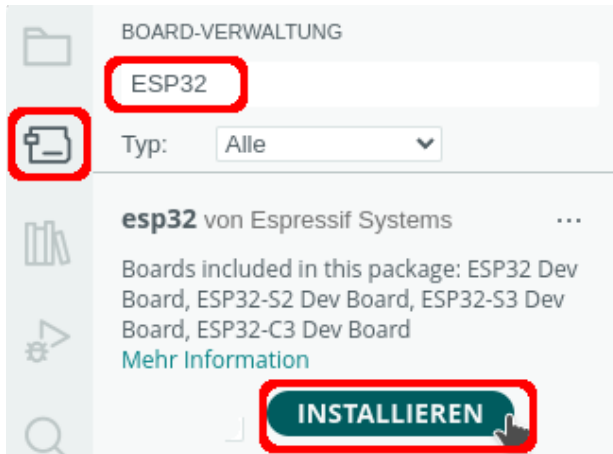 BOARD-VERWALTUNG
ESP32
Typ: Alle
esp32 von Espressif Systems ...
Boards included in this package: ESP32 Dev
Board, ESP32-S2 Dev Board, ESP32-S3 Dev
Board, ESP32-C3 Dev Board
Mehr Information
INSTALLIEREN